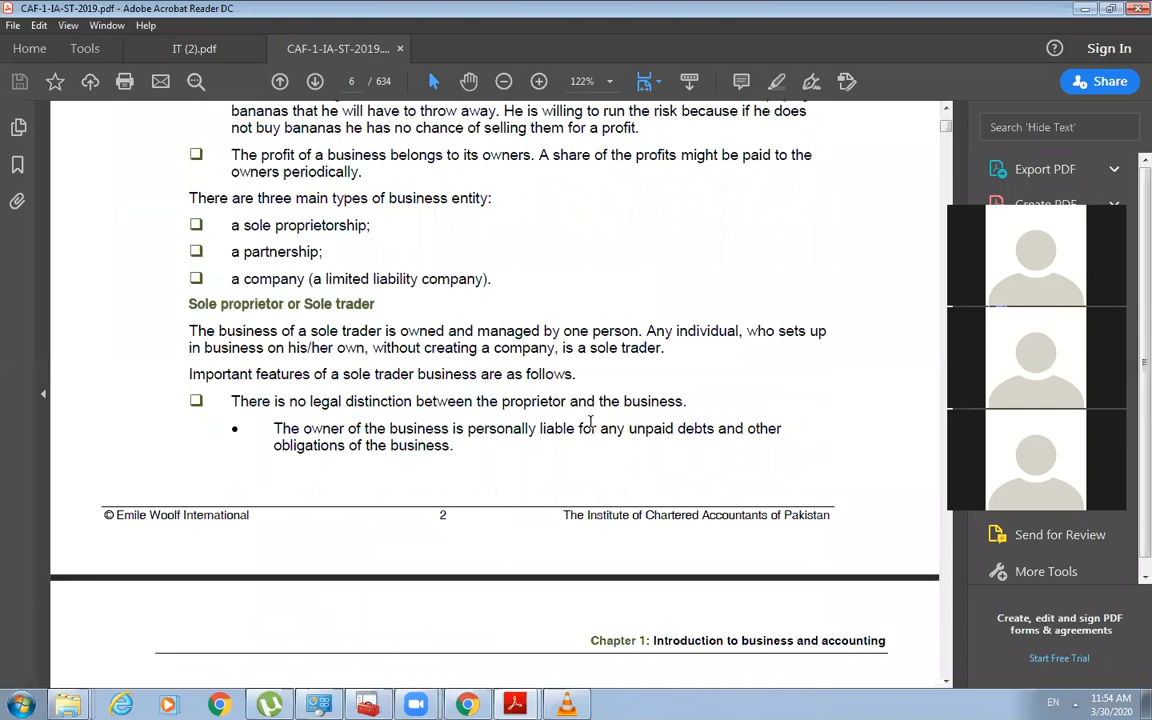 CAF-1-IA-ST-2019.pdf - Adobe Acrobat Reader DC
File Edit View Window Help
Home Tools IT (2).pdf CAF-1-IA-ST-2019.... × Sign In
6 / 634 122% Share
bananas that he will have to throw away. He is willing to run the risk because if he does
not buy bananas he has no chance of selling them for a profit.
The profit of a business belongs to its owners. A share of the profits might be paid to the
owners periodically.
There are three main types of business entity:
a sole proprietorship;
a partnership;
a company (a limited liability company).
Sole proprietor or Sole trader
The business of a sole trader is owned and managed by one person. Any individual, who sets up
in business on his/her own, without creating a company, is a sole trader.
Important features of a sole trader business are as follows.
There is no legal distinction between the proprietor and the business.
• The owner of the business is personally liable for any unpaid debts and other
obligations of the business.
© Emile Woolf International 2 The Institute of Chartered Accountants of Pakistan
Chapter 1: Introduction to business and accounting
Search 'Hide Text'
Export PDF
Create PDF
Send for Review
More Tools
Create, edit and sign PDF
forms & agreements
Start Free Trial
EN
11:54 AM
3/30/2020